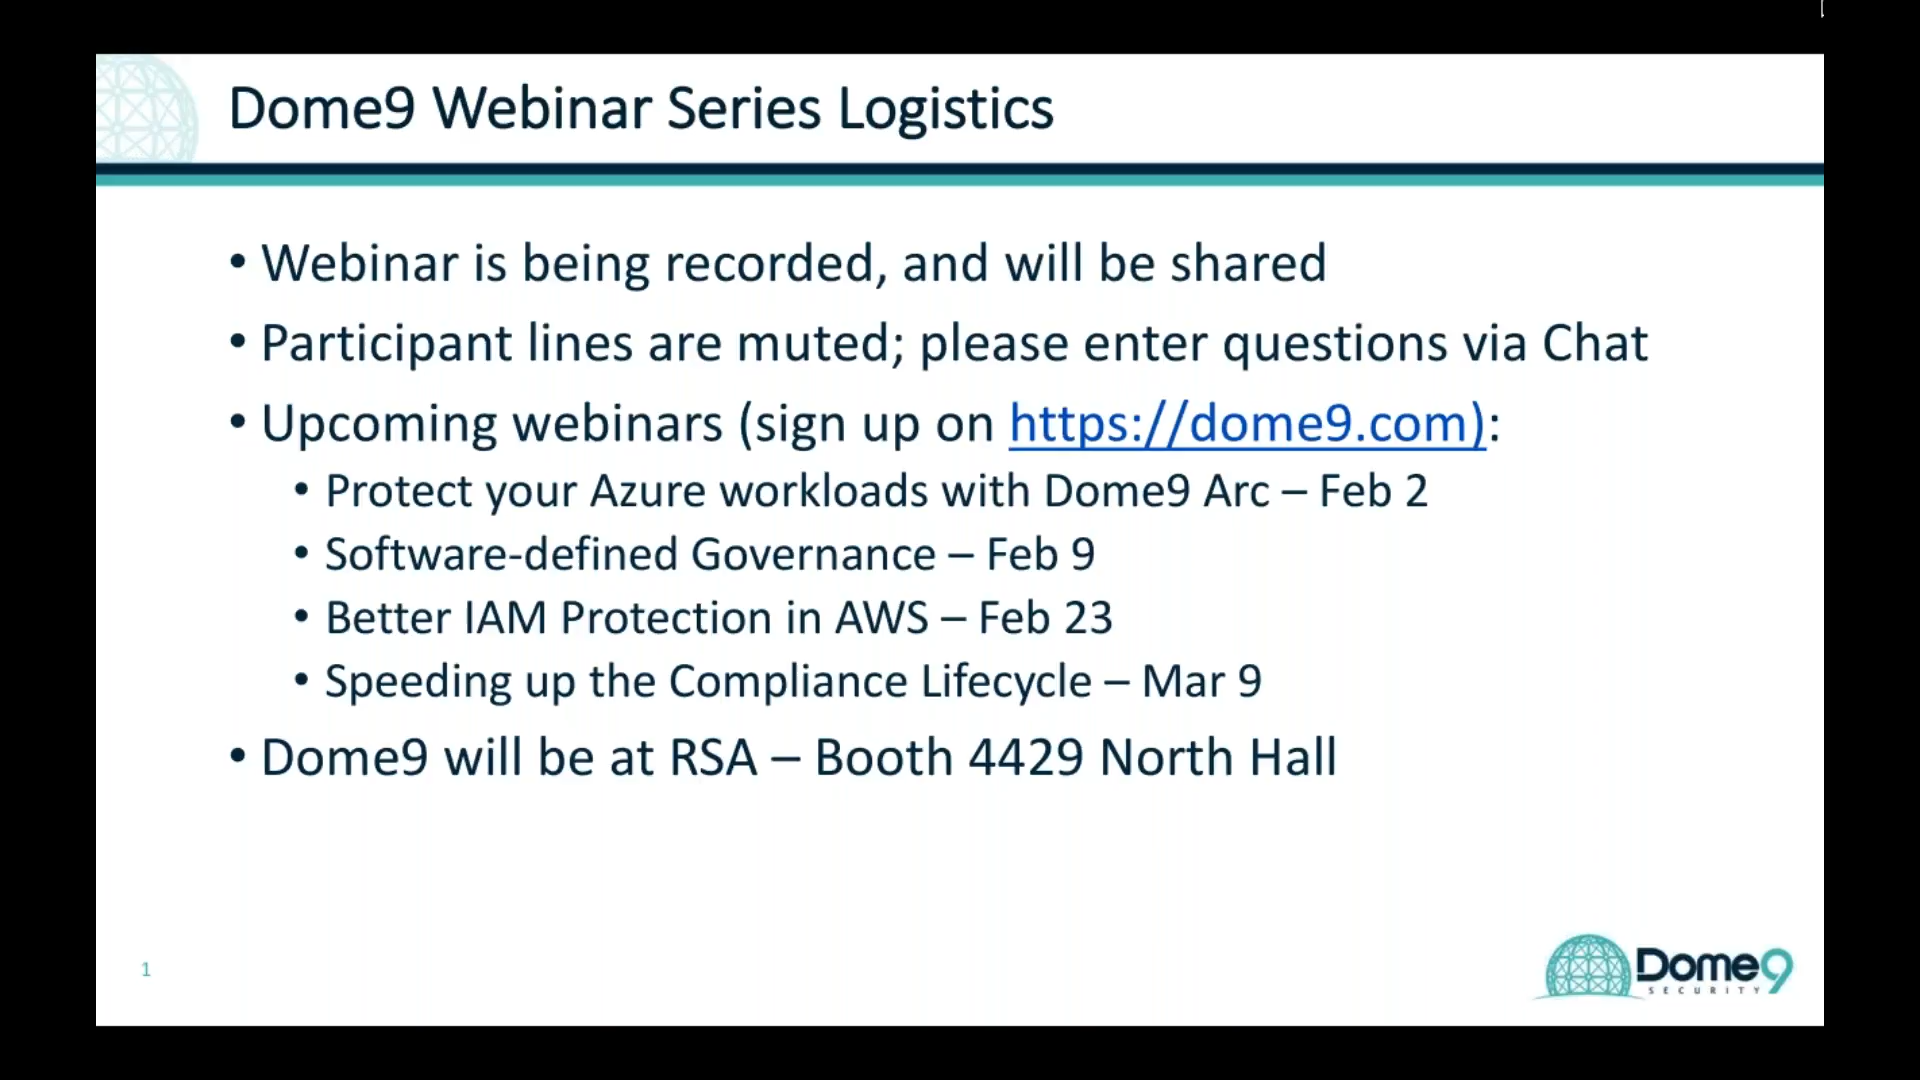 Dome9 Webinar Series Logistics
• Webinar is being recorded, and will be shared
• Participant lines are muted; please enter questions via Chat
• Upcoming webinars (sign up on https://dome9.com):
• Protect your Azure workloads with Dome9 Arc – Feb 2
• Software-defined Governance – Feb 9
• Better IAM Protection in AWS – Feb 23
• Speeding up the Compliance Lifecycle – Mar 9
• Dome9 will be at RSA – Booth 4429 North Hall
1
Dome9
SECURITY